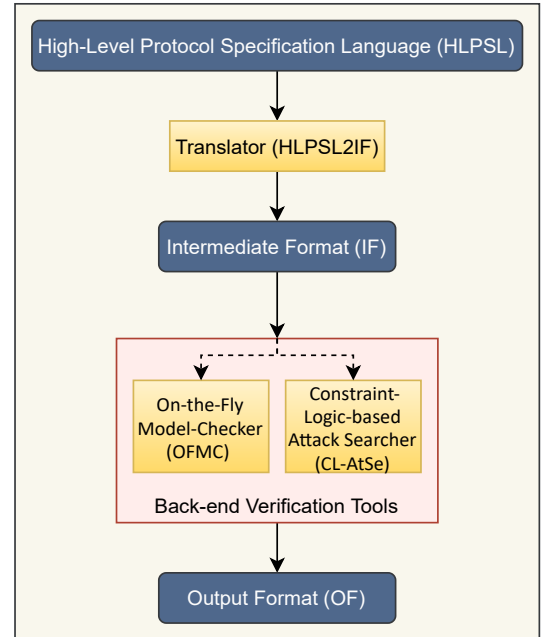 High-Level Protocol Specification Language (HLPSL)
Translator (HLPSL2IF)
Intermediate Format (IF)
On-the-Fly
Model-Checker
(OFMC)
Constraint-
Logic-based
Attack Searcher
(CL-AtSe)
Back-end Verification Tools
Output Format (OF)